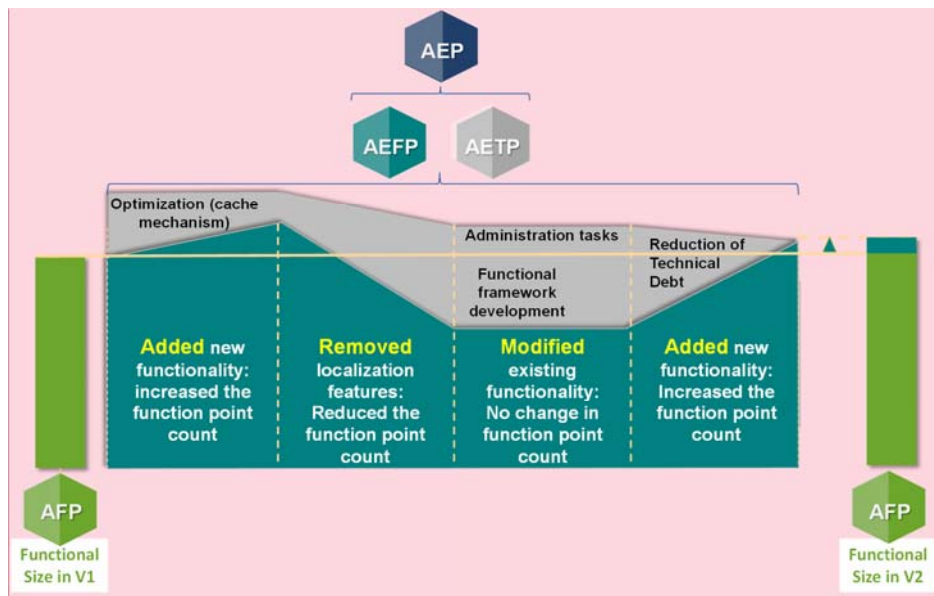 AEP
AEFP
AETP
Optimization (cache
mechanism)
Administration tasks
Functional
framework
development
Reduction of
Technical
Debt
Added new
functionality:
increased the
function point
count
Removed
localization
features:
Reduced the
function point
count
Modified
existing
functionality:
No change in
function point
count
Added new
functionality:
Increased the
function point
count
AFP
Functional
Size in V1
AFP
Functional
Size in V2